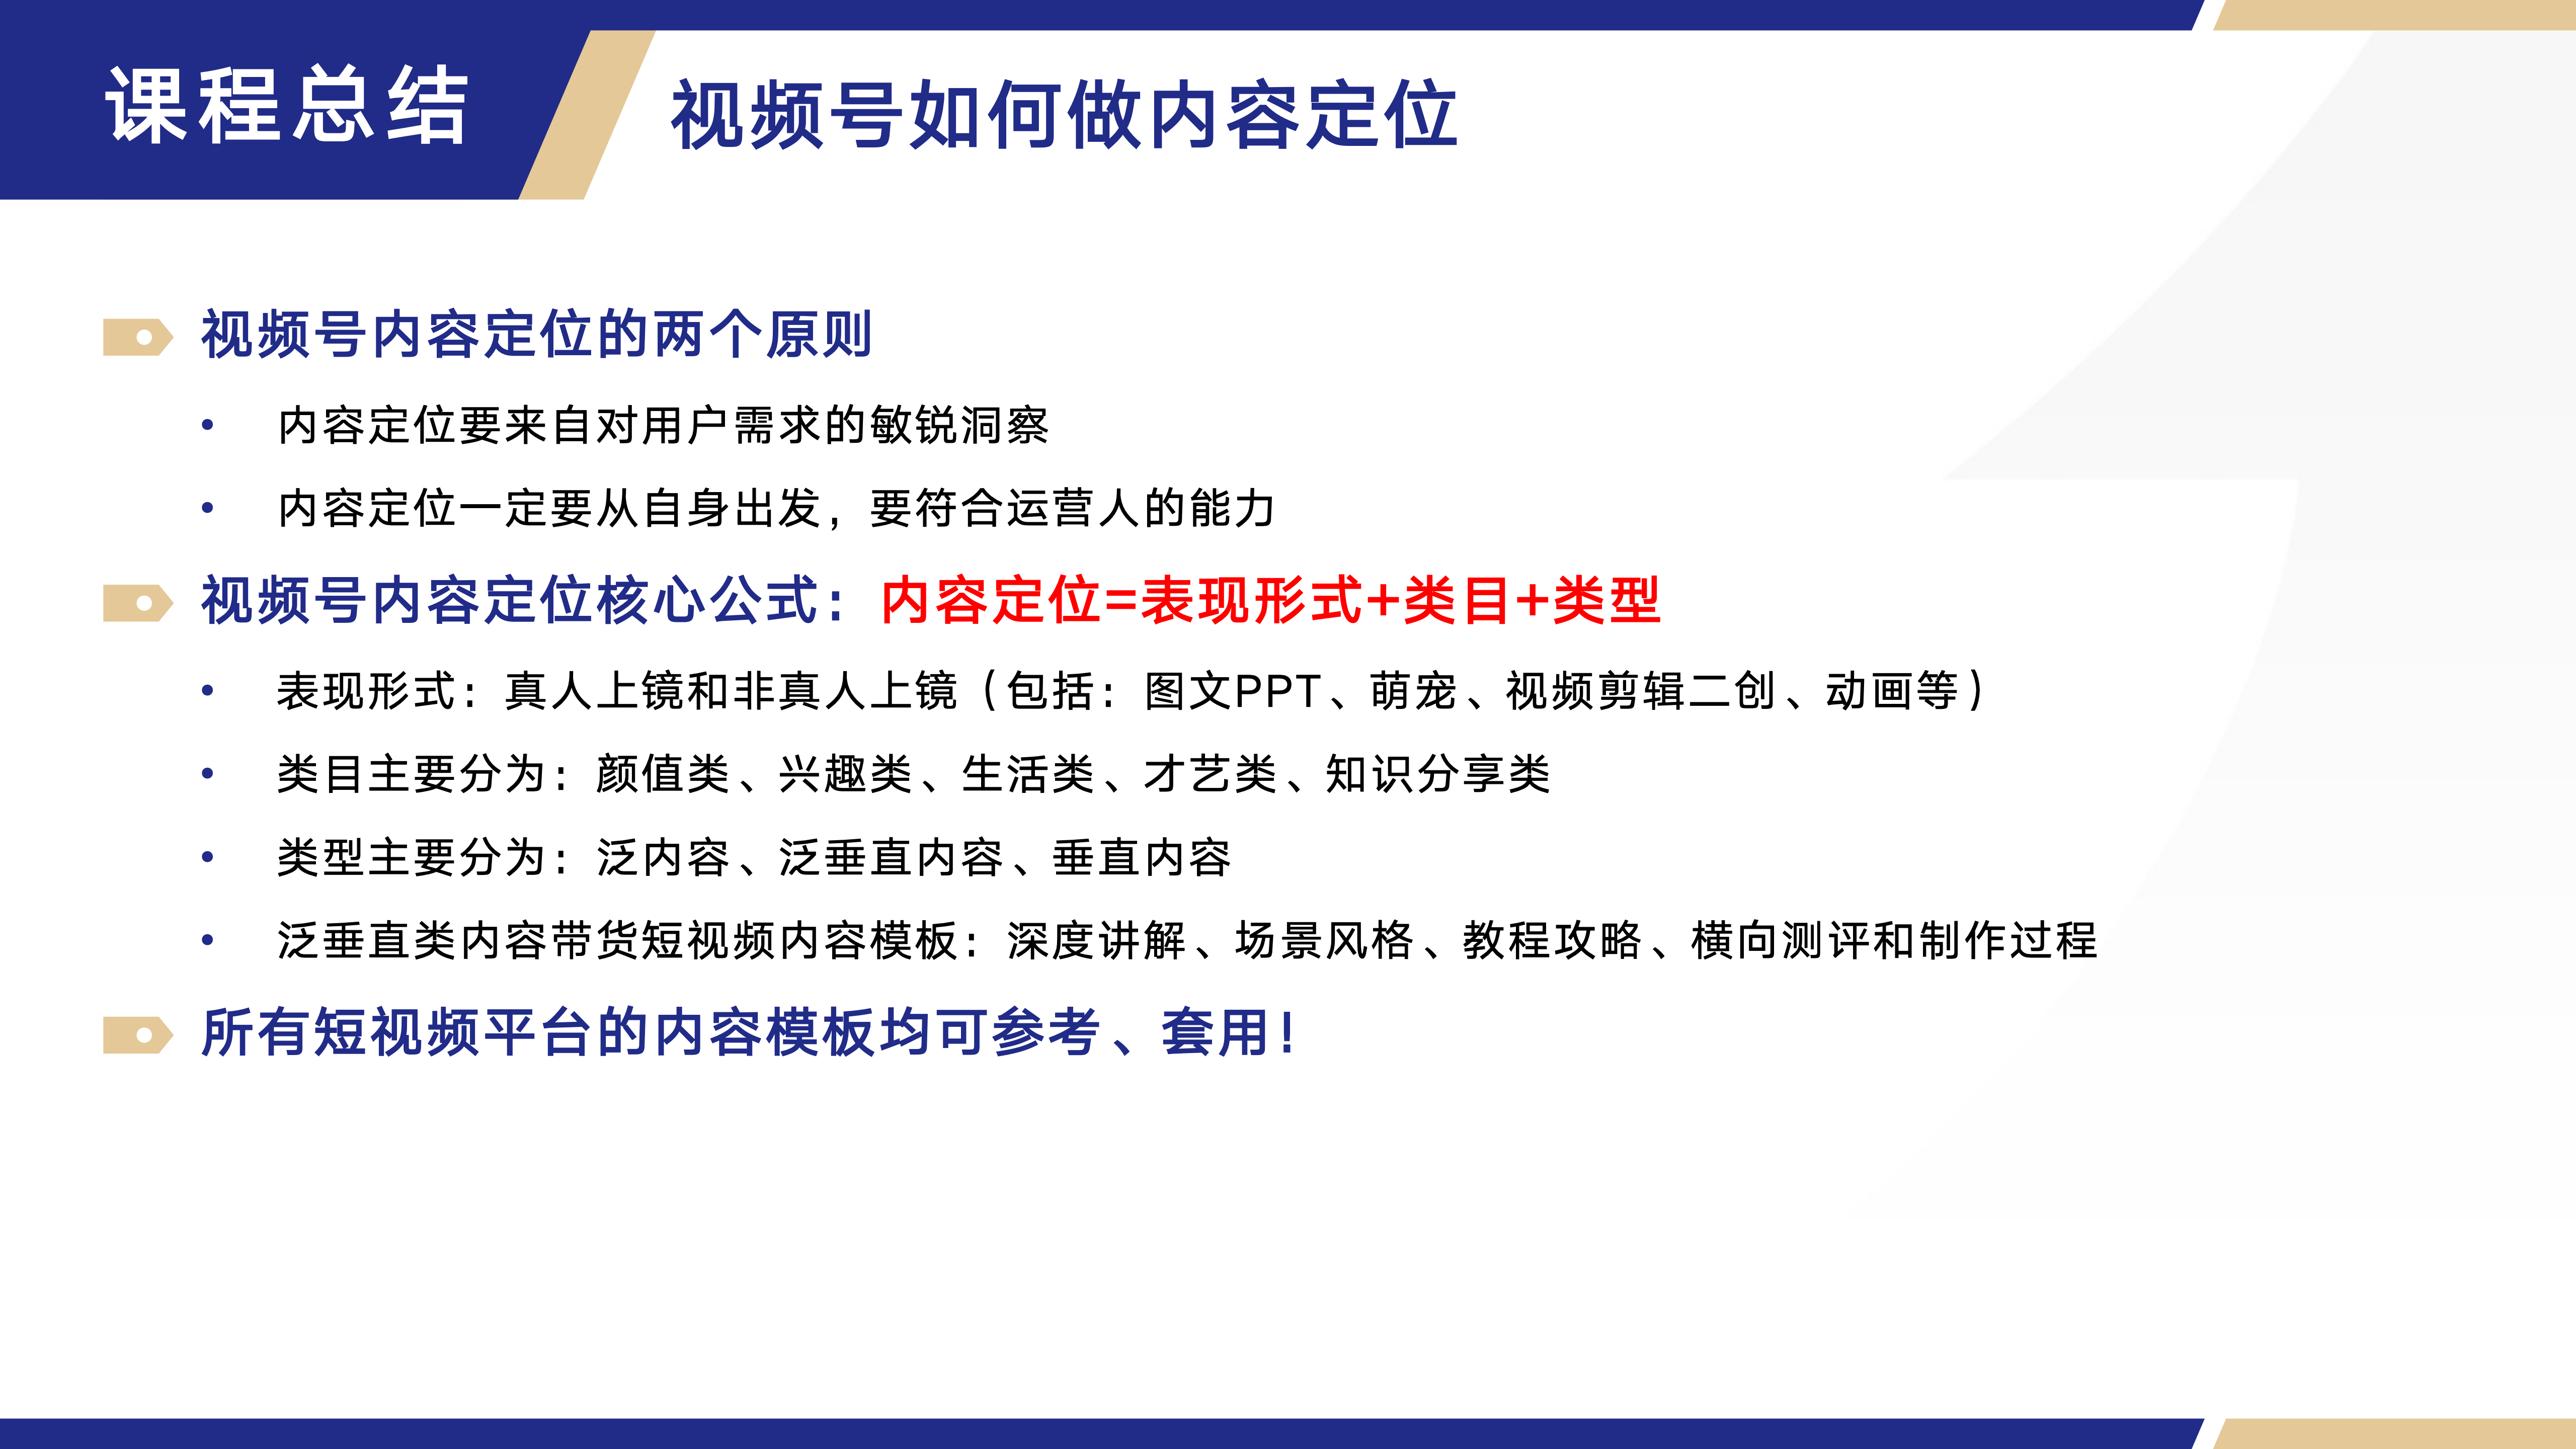 课程总结
视频号如何做内容定位
视频号内容定位的两个原则
• 内容定位要来自对用户需求的敏锐洞察
• 内容定位一定要从自身出发，要符合运营人的能力
视频号内容定位核心公式：内容定位=表现形式+类目+类型
• 表现形式：真人上镜和非真人上镜（包括：图文PPT、萌宠、视频剪辑二创、动画等）
• 类目主要分为：颜值类、兴趣类、生活类、才艺类、知识分享类
• 类型主要分为：泛内容、泛垂直内容、垂直内容
• 泛垂直类内容带货短视频内容模板：深度讲解、场景风格、教程攻略、横向测评和制作过程
所有短视频平台的内容模板均可参考、套用！